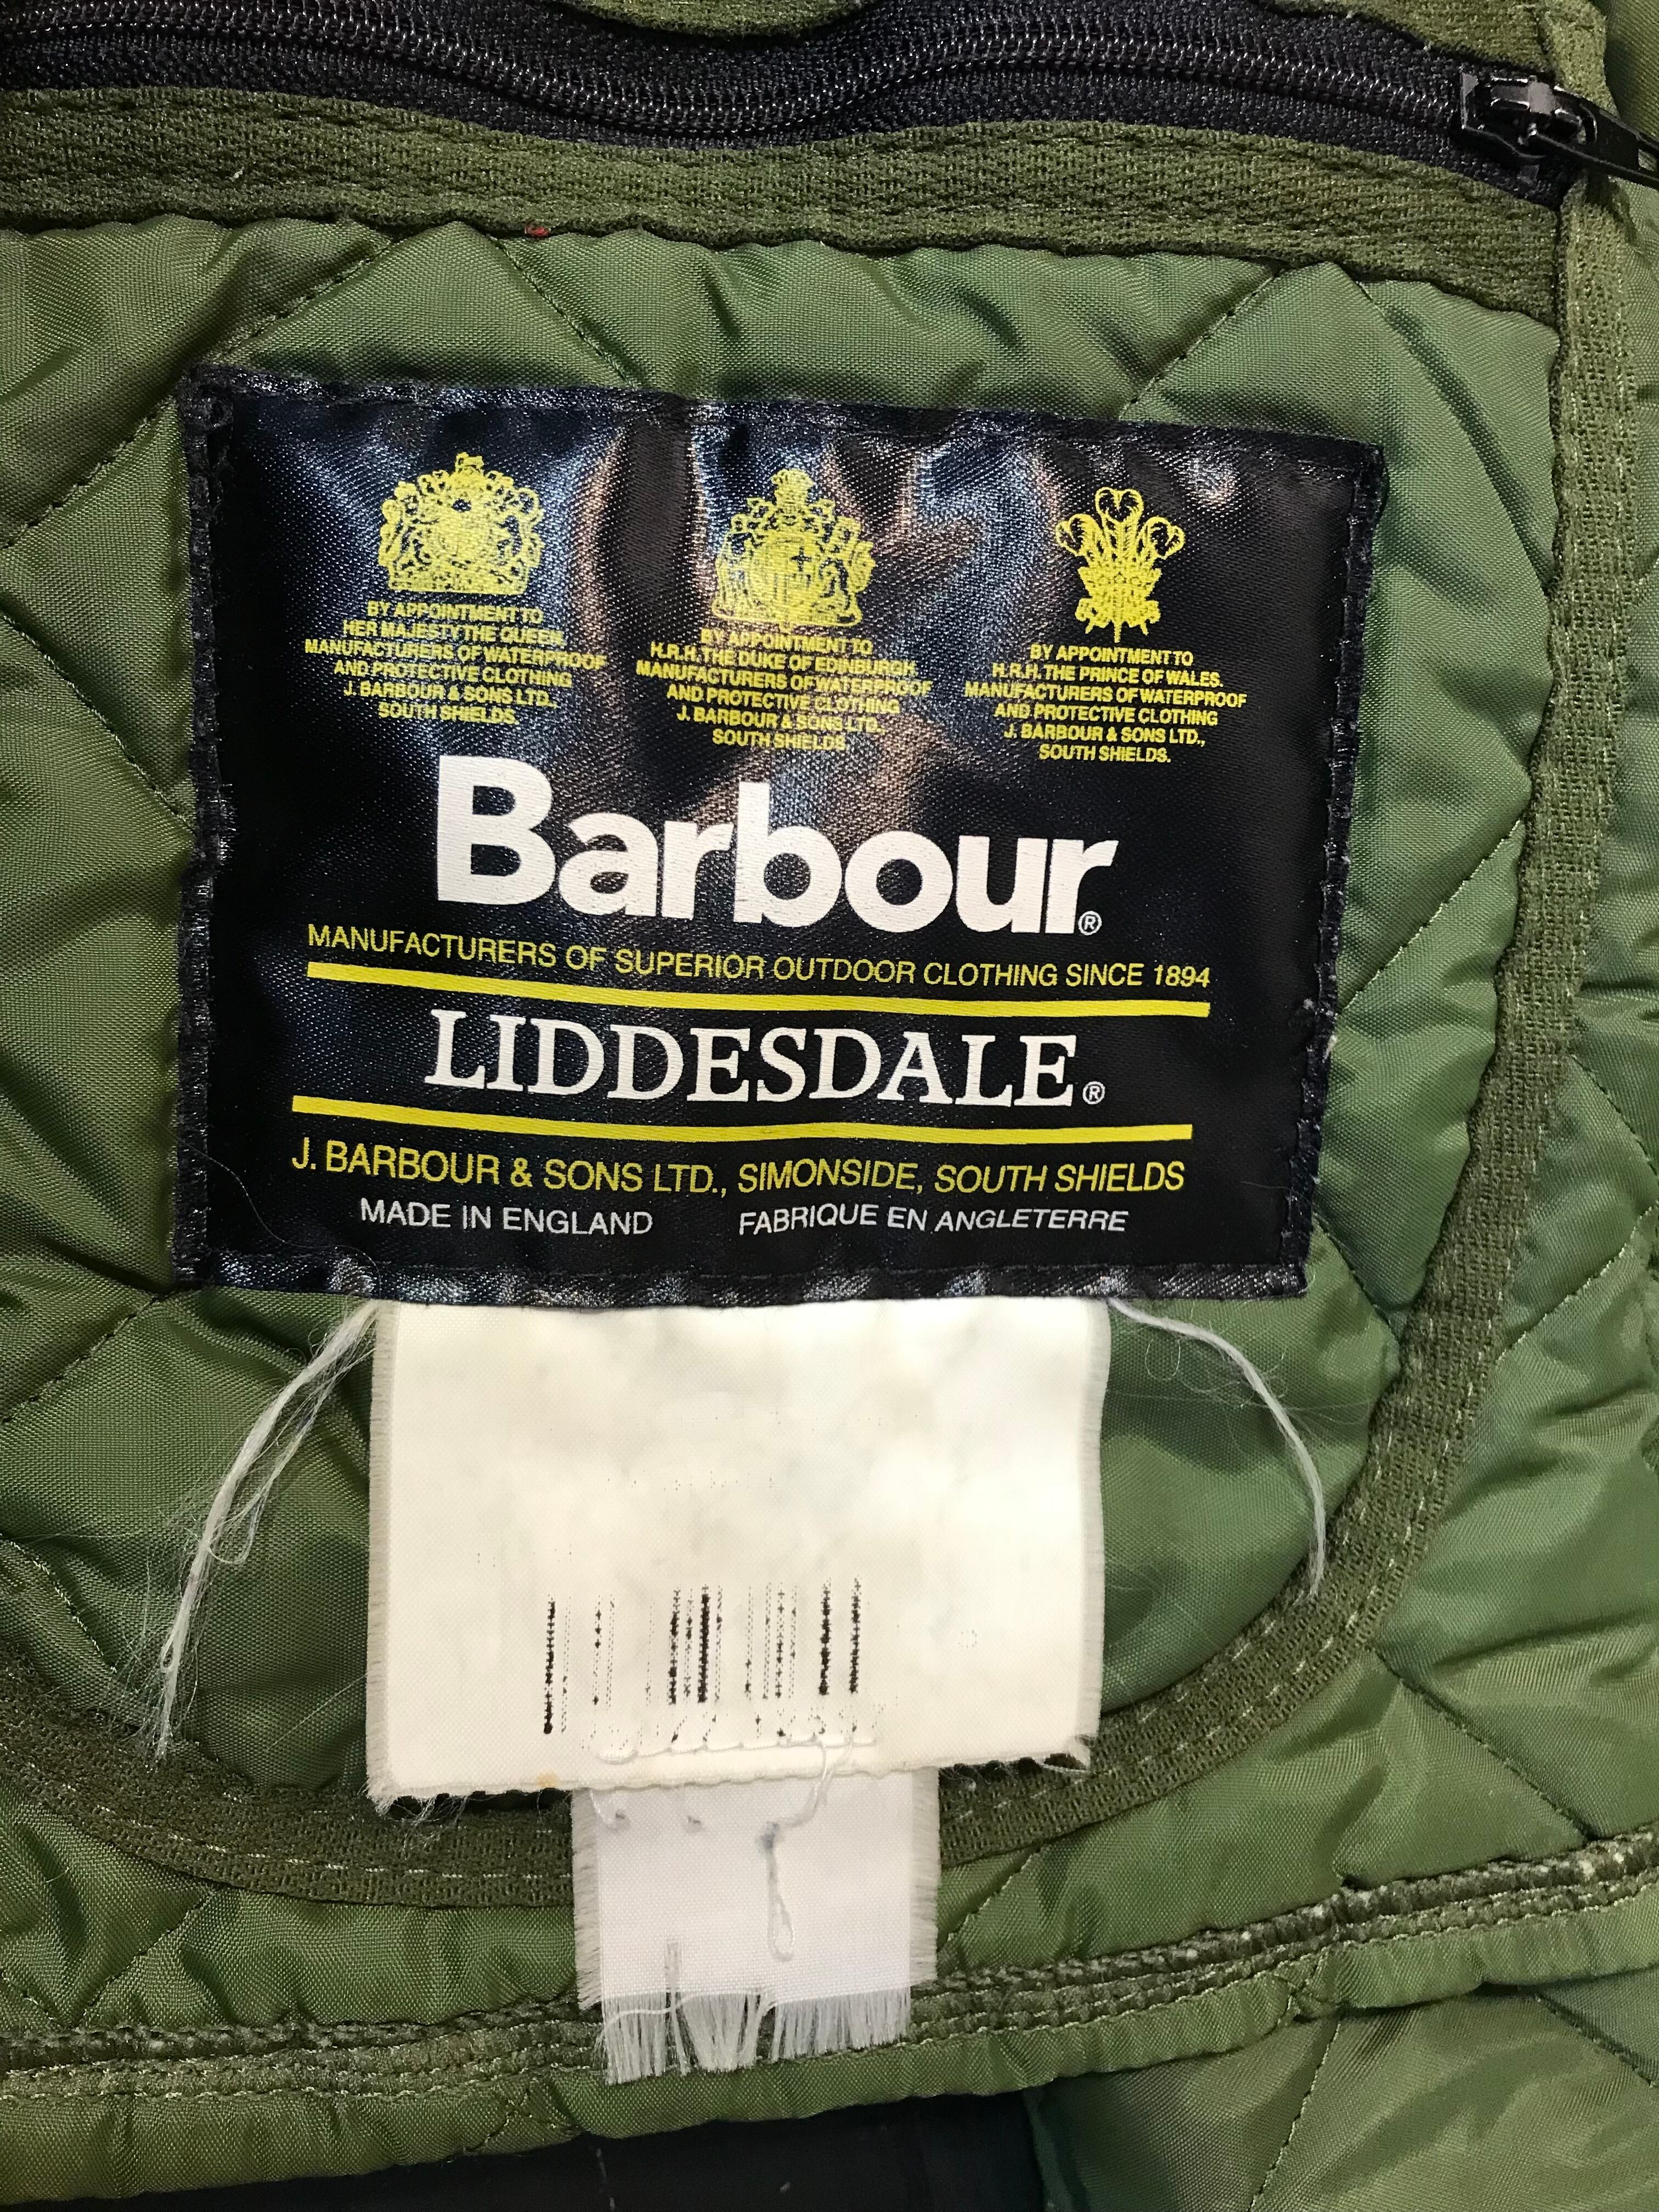 BY APPOINTMENT TO
HER MAJESTY THE QUEEN.
MANUFACTURERS OF WATERPROOF
AND PROTECTIVE CLOTHING
J. BARBOUR & SONS LTD.,
SOUTH SHIELDS.
BY APPOINTMENT TO
H.R.H. THE DUKE OF EDINBURGH.
MANUFACTURERS OF WATERPROOF
AND PROTECTIVE CLOTHING
J. BARBOUR & SONS LTD.,
SOUTH SHIELDS.
BY APPOINTMENT TO
H.R.H. THE PRINCE OF WALES.
MANUFACTURERS OF WATERPROOF
AND PROTECTIVE CLOTHING
J. BARBOUR & SONS LTD.,
SOUTH SHIELDS.
Barbour®
MANUFACTURERS OF SUPERIOR OUTDOOR CLOTHING SINCE 1894
LIDDESDALE®
J. BARBOUR & SONS LTD., SIMONSIDE, SOUTH SHIELDS
MADE IN ENGLAND FABRIQUE EN ANGLETERRE